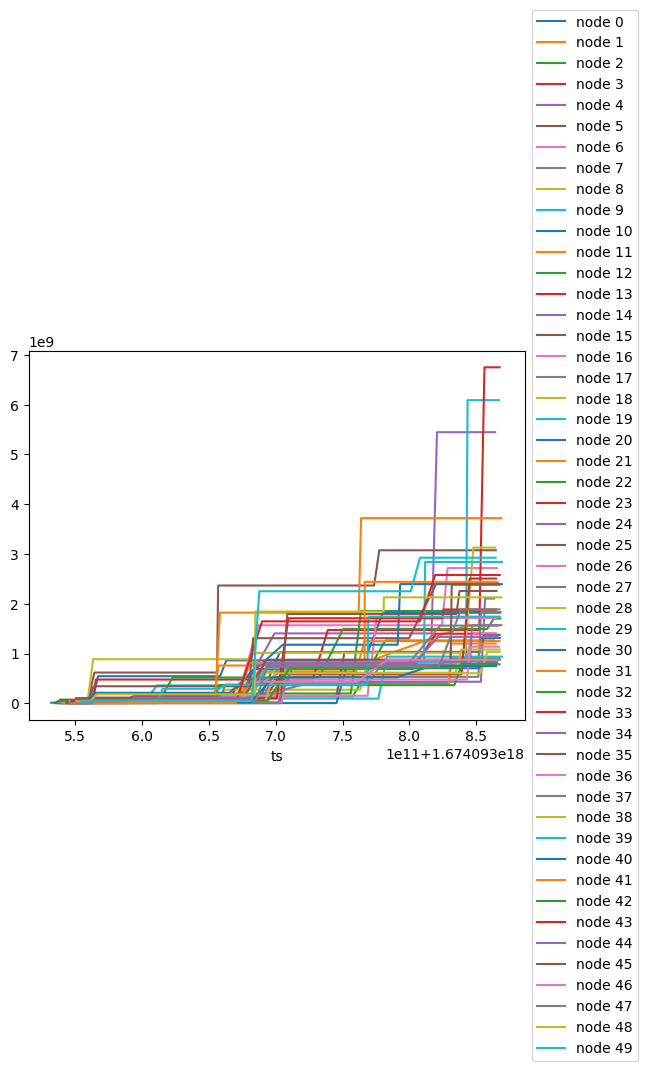 1e9
7
6
5
4
3
2
1
0
5.5 6.0 6.5 7.0 7.5 8.0 8.5
ts
1e11+1.674093e18
node 0
node 1
node 2
node 3
node 4
node 5
node 6
node 7
node 8
node 9
node 10
node 11
node 12
node 13
node 14
node 15
node 16
node 17
node 18
node 19
node 20
node 21
node 22
node 23
node 24
node 25
node 26
node 27
node 28
node 29
node 30
node 31
node 32
node 33
node 34
node 35
node 36
node 37
node 38
node 39
node 40
node 41
node 42
node 43
node 44
node 45
node 46
node 47
node 48
node 49